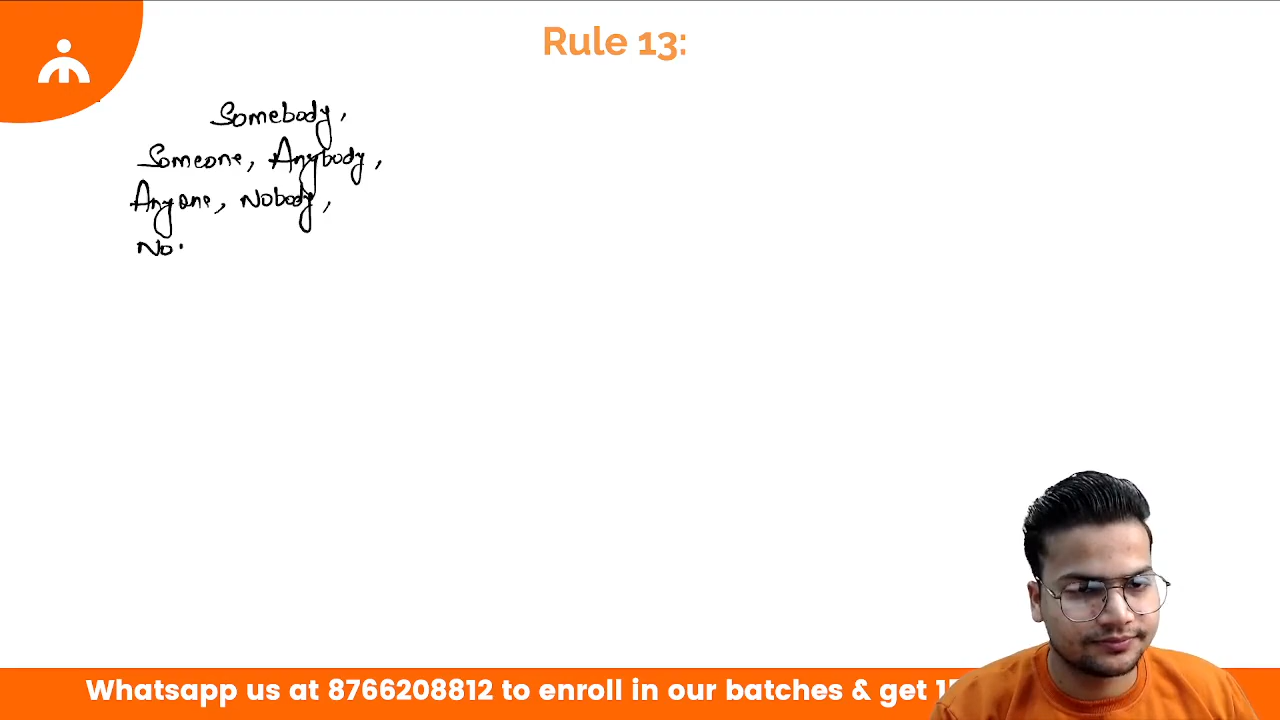 Rule 13:
Somebody,
Someone, Anybody,
Anyone, Nobody,
No
Whatsapp us at 8766208812 to enroll in our batches & get